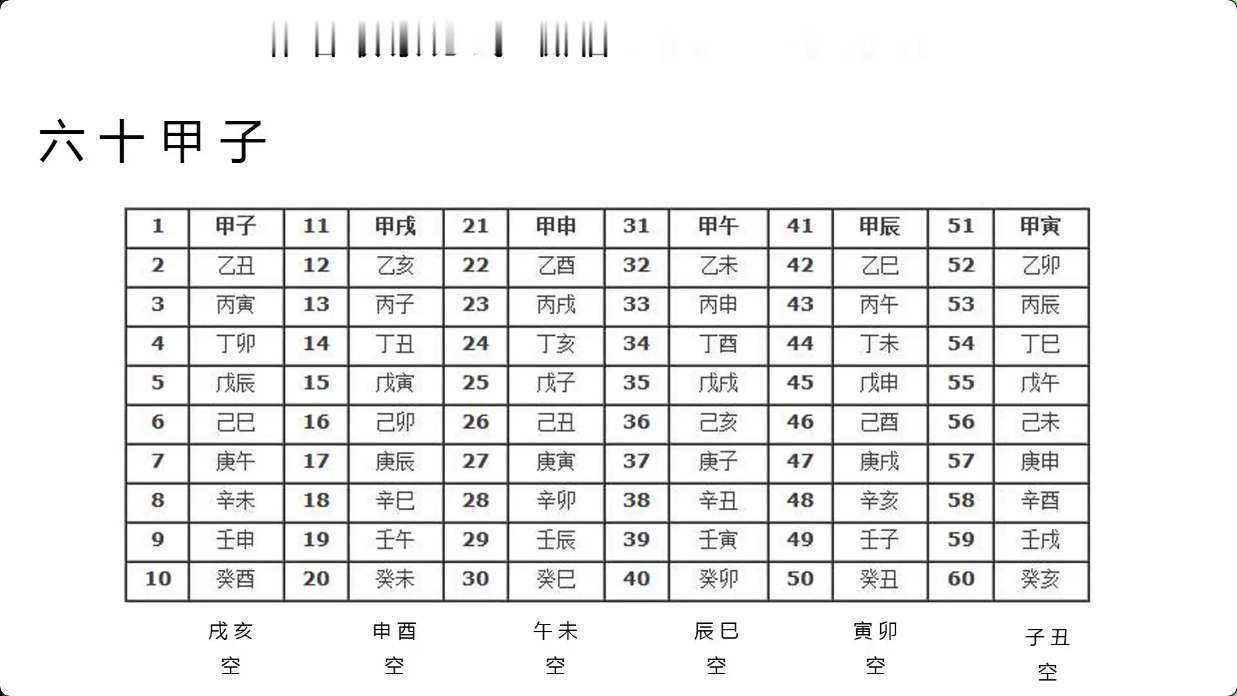 六十甲子
1 甲子 11 甲戌 21 甲申 31 甲午 41 甲辰 51 甲寅
2 乙丑 12 乙亥 22 乙酉 32 乙未 42 乙巳 52 乙卯
3 丙寅 13 丙子 23 丙戌 33 丙申 43 丙午 53 丙辰
4 丁卯 14 丁丑 24 丁亥 34 丁酉 44 丁未 54 丁巳
5 戊辰 15 戊寅 25 戊子 35 戊戌 45 戊申 55 戊午
6 己巳 16 己卯 26 己丑 36 己亥 46 己酉 56 己未
7 庚午 17 庚辰 27 庚寅 37 庚子 47 庚戌 57 庚申
8 辛未 18 辛巳 28 辛卯 38 辛丑 48 辛亥 58 辛酉
9 壬申 19 壬午 29 壬辰 39 壬寅 49 壬子 59 壬戌
10 癸酉 20 癸未 30 癸巳 40 癸卯 50 癸丑 60 癸亥
戌亥 申酉 午未 辰巳 寅卯 子丑
空 空 空 空 空 空